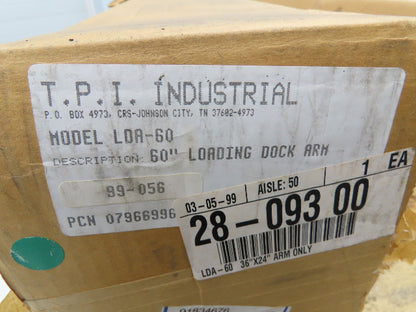 T.P.I. INDUSTRIAL
P.O. BOX 4973, CRS-JOHNSON CITY, TN 37602-4973
MODEL LDA-60
DESCRIPTION: 60" LOADING DOCK ARM
99-056
PCN 07966996
03-05-99 AISLE: 50 1 EA
28-093 00
LDA-60 36"X24" ARM ONLY